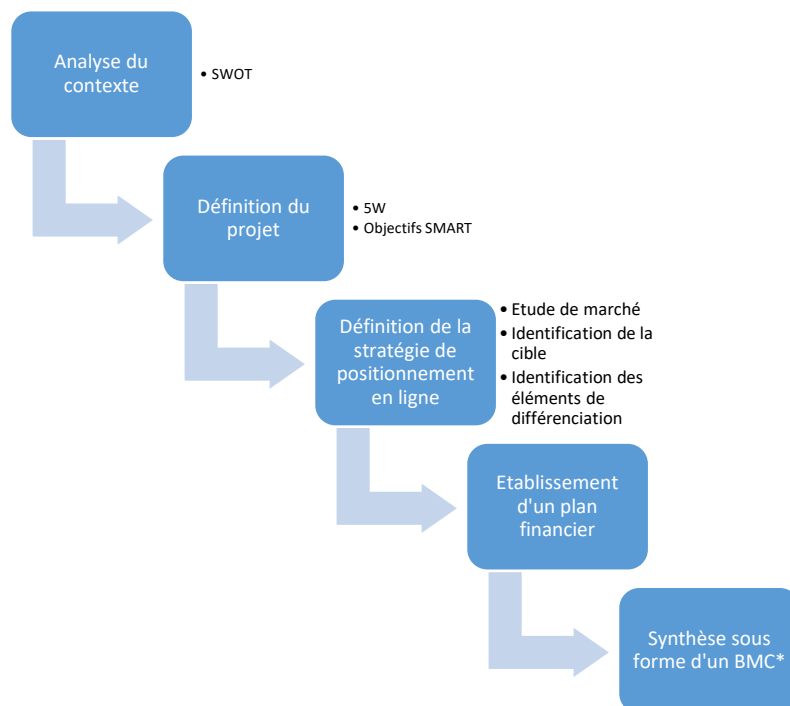 Analyse du
contexte
• SWOT
Définition du
projet
• 5W
• Objectifs SMART
Définition de la
stratégie de
positionnement
en ligne
• Etude de marché
• Identification de la
cible
• Identification des
éléments de
différenciation
Etablissement
d'un plan
financier
Synthèse sous
forme d'un BMC*